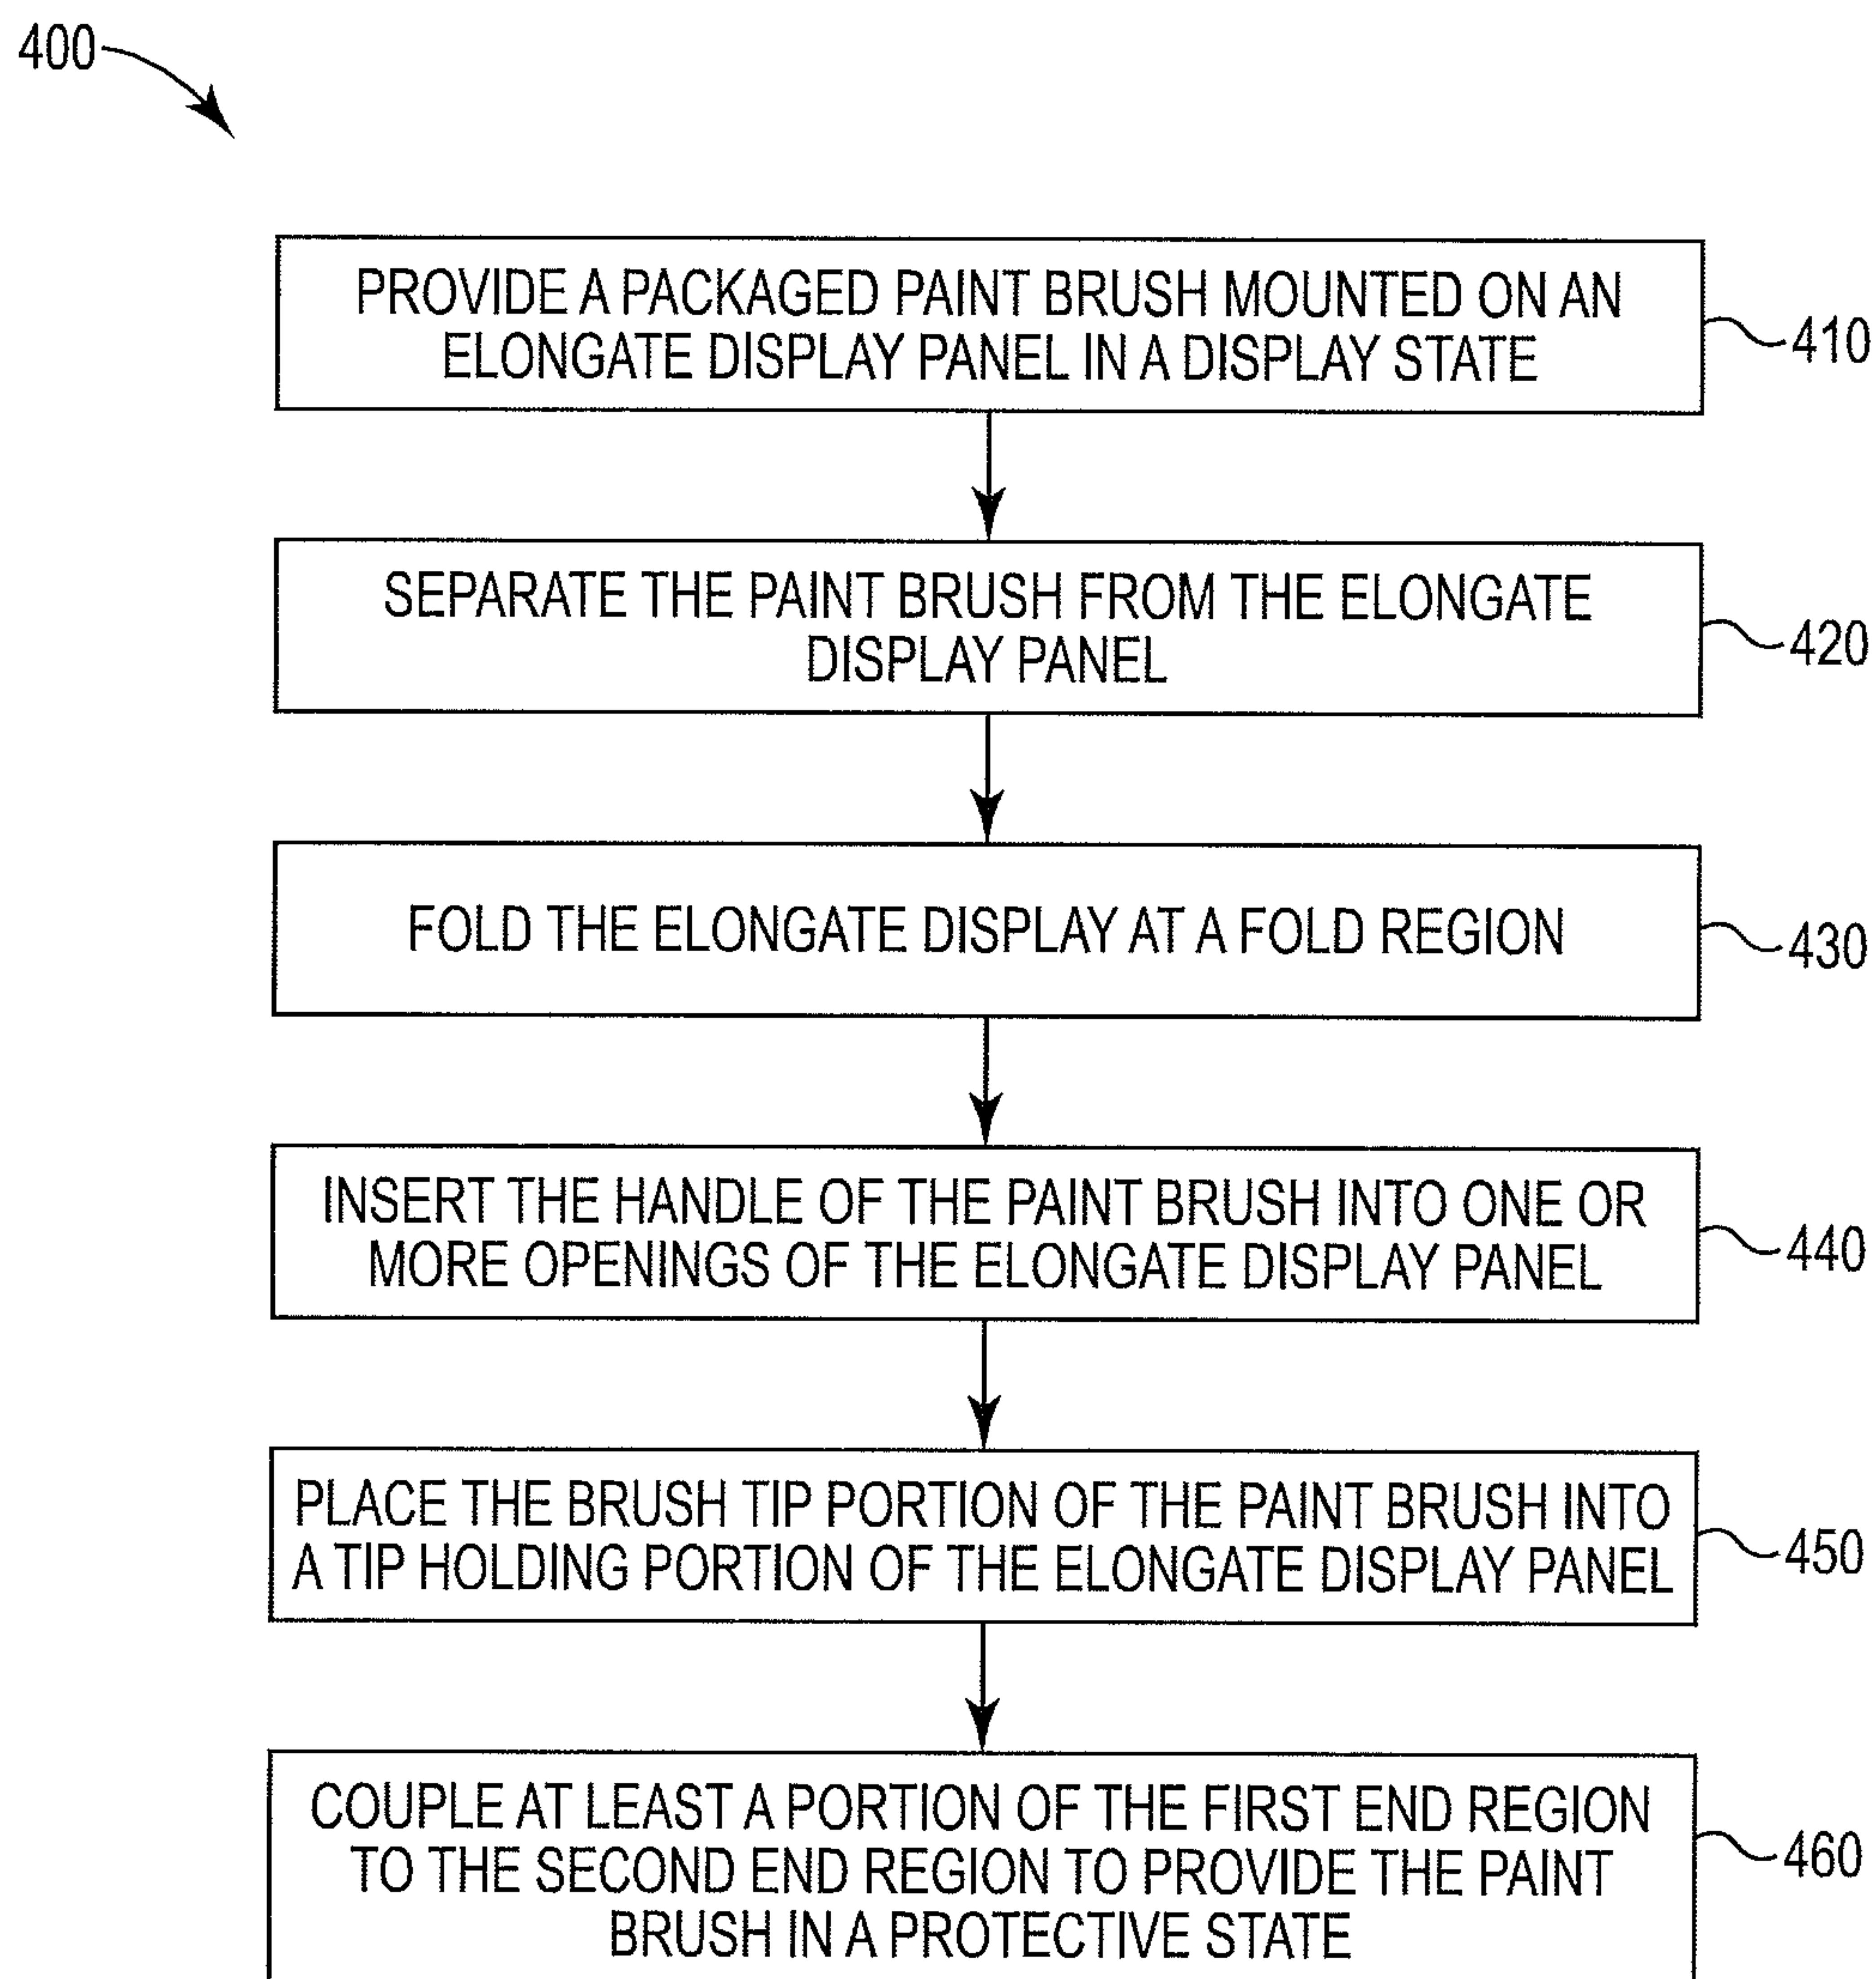 400
PROVIDE A PACKAGED PAINT BRUSH MOUNTED ON AN
ELONGATE DISPLAY PANEL IN A DISPLAY STATE
410
SEPARATE THE PAINT BRUSH FROM THE ELONGATE
DISPLAY PANEL
420
FOLD THE ELONGATE DISPLAY AT A FOLD REGION
430
INSERT THE HANDLE OF THE PAINT BRUSH INTO ONE OR
MORE OPENINGS OF THE ELONGATE DISPLAY PANEL
440
PLACE THE BRUSH TIP PORTION OF THE PAINT BRUSH INTO
A TIP HOLDING PORTION OF THE ELONGATE DISPLAY PANEL
450
COUPLE AT LEAST A PORTION OF THE FIRST END REGION
TO THE SECOND END REGION TO PROVIDE THE PAINT
BRUSH IN A PROTECTIVE STATE
460